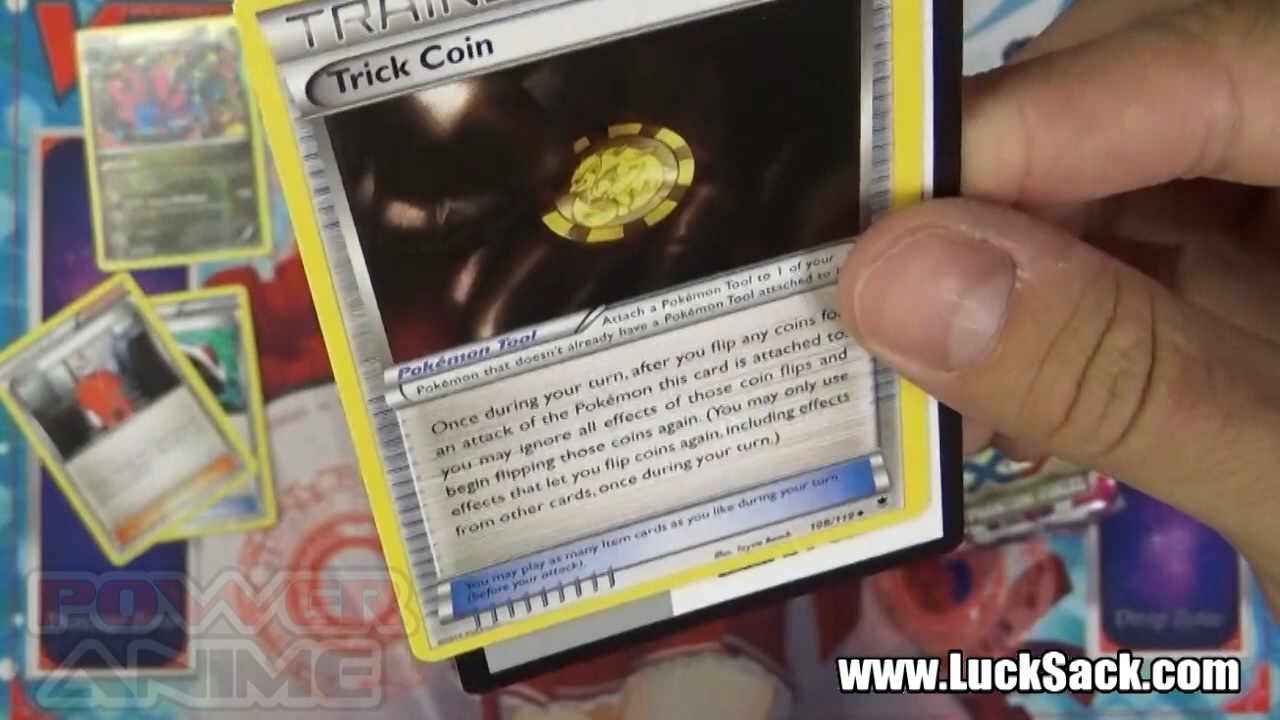 TRAINE
Trick Coin
Pokémon Tool
Attach a Pokémon Tool to 1 of your
Pokémon that doesn't already have a Pokémon Tool attached to
Once during your turn, after you flip any coins fo
an attack of the Pokémon this card is attached to,
you may ignore all effects of those coin flips and
begin flipping those coins again. (You may only use
effects that let you flip coins again, including effects
from other cards, once during your turn.)
You may play as many Item cards as you like during your turn
(before your attack).
Illus. Toyste Beach
108/119
POWER
ANIME
www.LuckSack.com